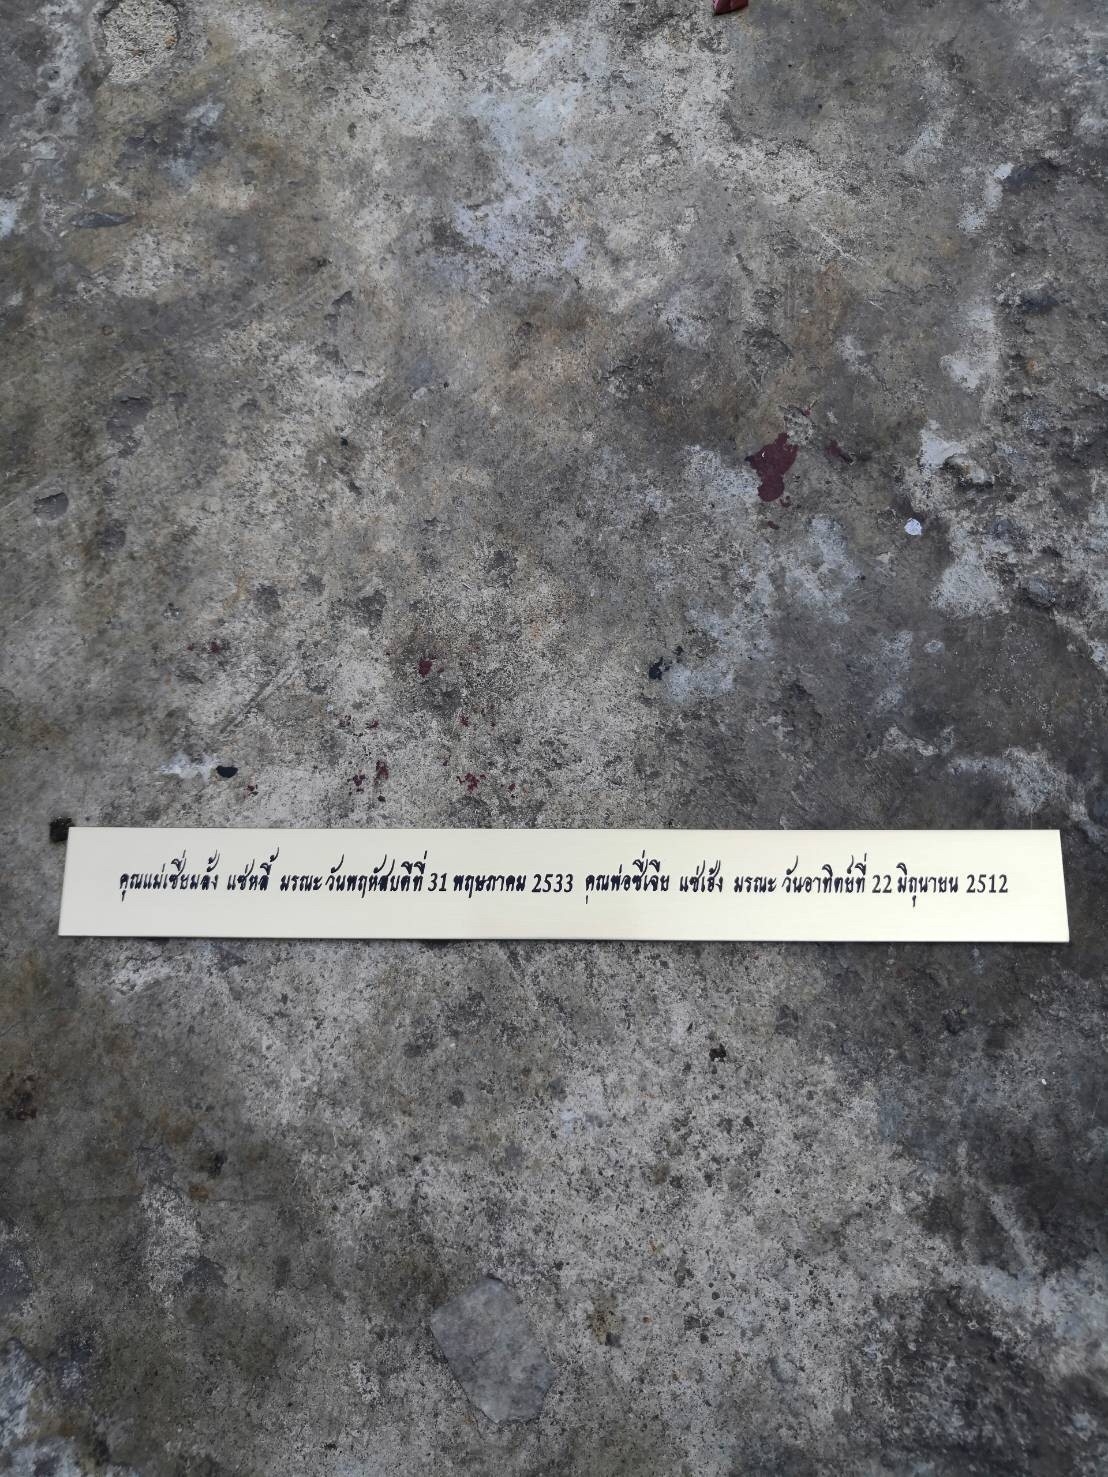 คุณแม่เซี่ยมลั้ง แซ่หลี้ มรณะ วันพฤหัสบดีที่ 31 พฤษภาคม 2533 คุณพ่อซี่เจีย แซ่เฮ้ง มรณะ วันอาทิตย์ที่ 22 มิถุนายน 2512